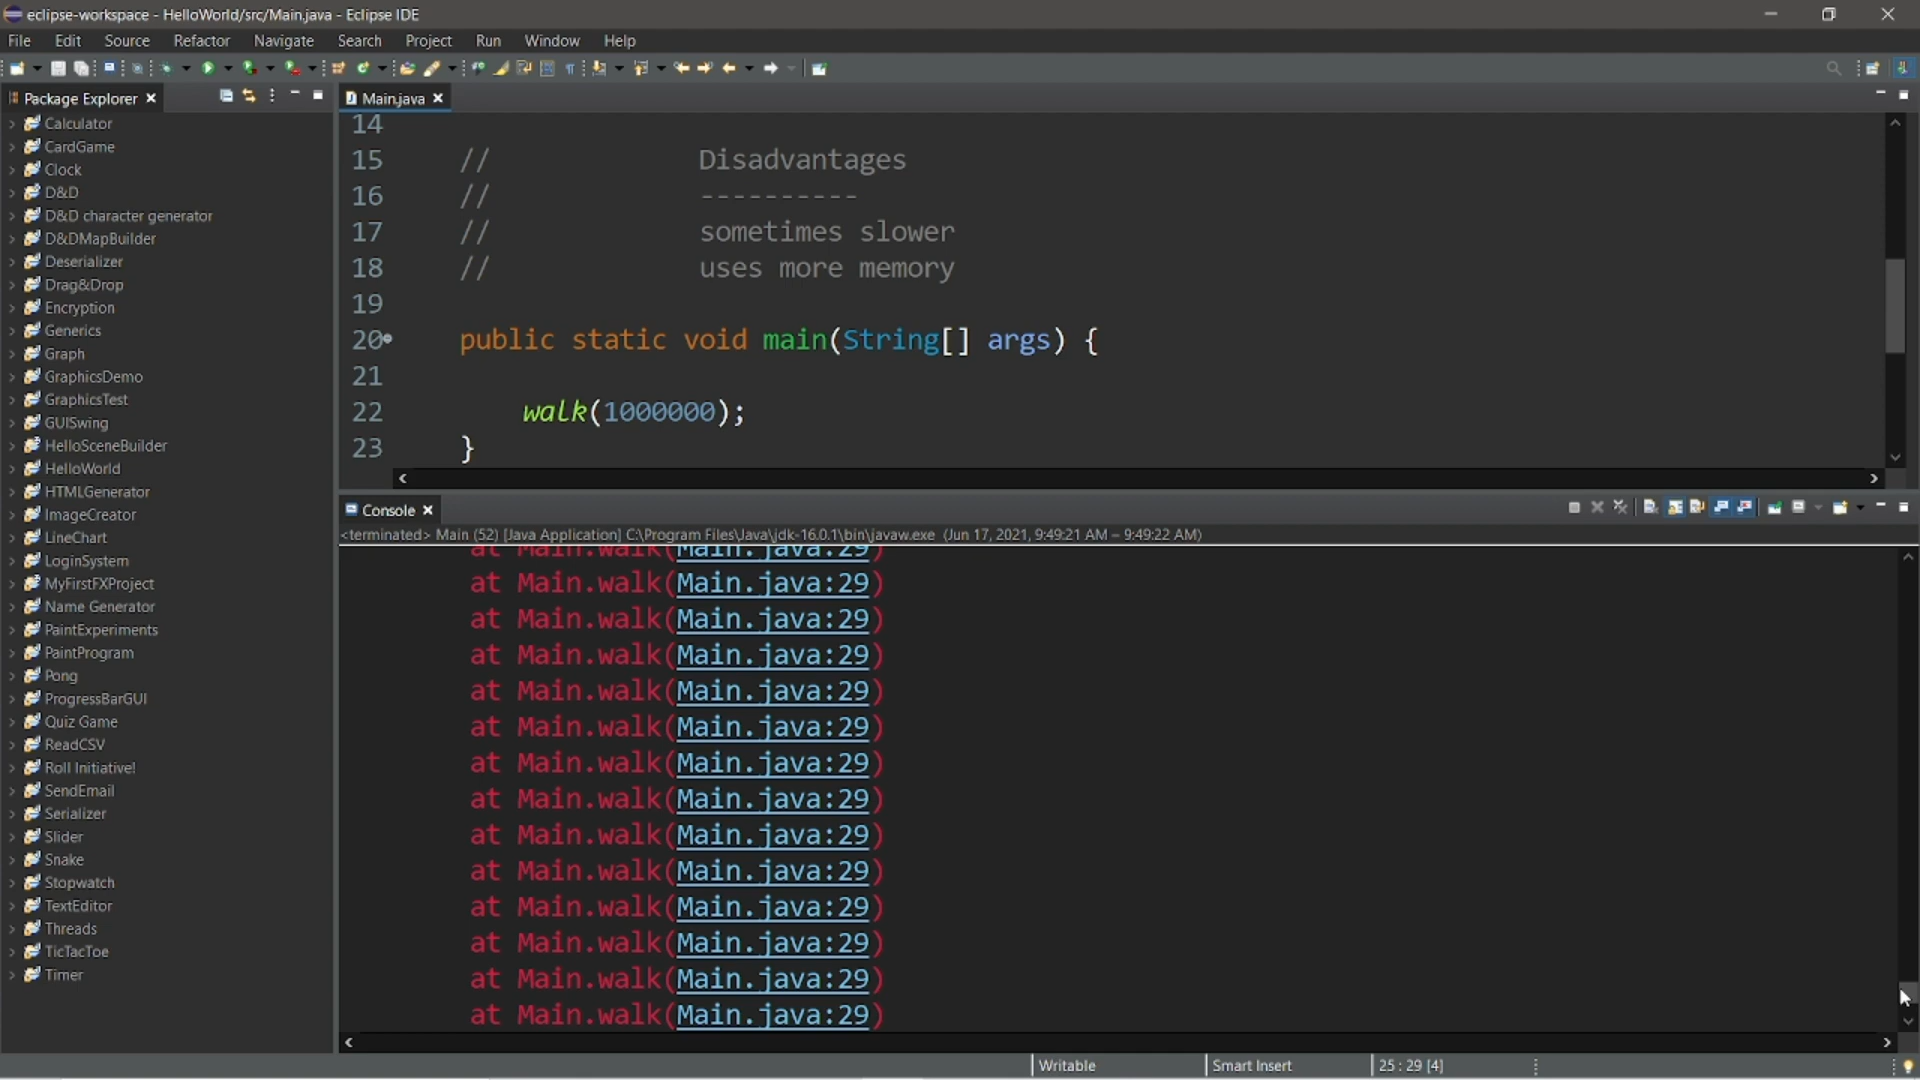 eclipse-workspace - HelloWorld/src/Main.java - Eclipse IDE
File Edit Source Refactor Navigate Search Project Run Window Help
Package Explorer
Calculator
CardGame
Clock
D&D
D&D character generator
D&DMapBuilder
Deserializer
Drag&Drop
Encryption
Generics
Graph
GraphicsDemo
GraphicsTest
GUISwing
HelloSceneBuilder
HelloWorld
HTMLGenerator
ImageCreator
LineChart
LoginSystem
MyFirstFXProject
Name Generator
PaintExperiments
PaintProgram
Pong
ProgressBarGUI
Quiz Game
ReadCSV
Roll Initiative!
SendEmail
Serializer
Slider
Snake
Stopwatch
TextEditor
Threads
TicTacToe
Timer
Main.java
14
15 // Disadvantages
16 // ----------
17 // sometimes slower
18 // uses more memory
19
20 public static void main(String[] args) {
21
22 walk(1000000);
23 }
Console
<terminated> Main (52) [Java Application] C:\Program Files\Java\jdk-16.0.1\bin\javaw.exe (Jun 17, 2021, 9:49:21 AM – 9:49:22 AM)
at Main.walk(Main.java:29)
at Main.walk(Main.java:29)
at Main.walk(Main.java:29)
at Main.walk(Main.java:29)
at Main.walk(Main.java:29)
at Main.walk(Main.java:29)
at Main.walk(Main.java:29)
at Main.walk(Main.java:29)
at Main.walk(Main.java:29)
at Main.walk(Main.java:29)
at Main.walk(Main.java:29)
at Main.walk(Main.java:29)
at Main.walk(Main.java:29)
at Main.walk(Main.java:29)
Writable Smart Insert 25 : 29 [4]